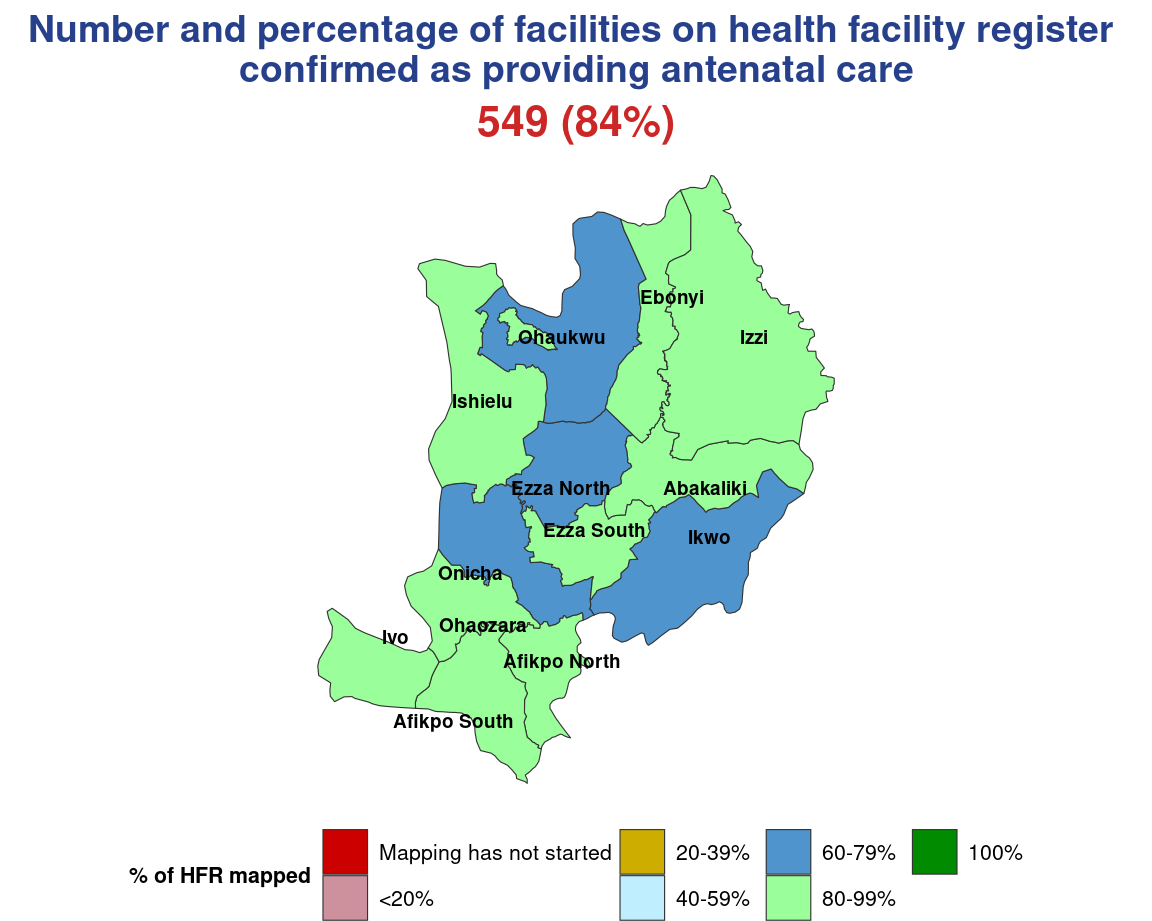 Number and percentage of facilities on health facility register
confirmed as providing antenatal care
549 (84%)
Ebonyi
Ohaukwu
Izzi
Ishielu
Ezza North
Abakaliki
Ezza South
Ikwo
Onicha
Ohaozara
Ivo
Afikpo North
Afikpo South
% of HFR mapped
Mapping has not started
<20%
20-39%
40-59%
60-79%
80-99%
100%